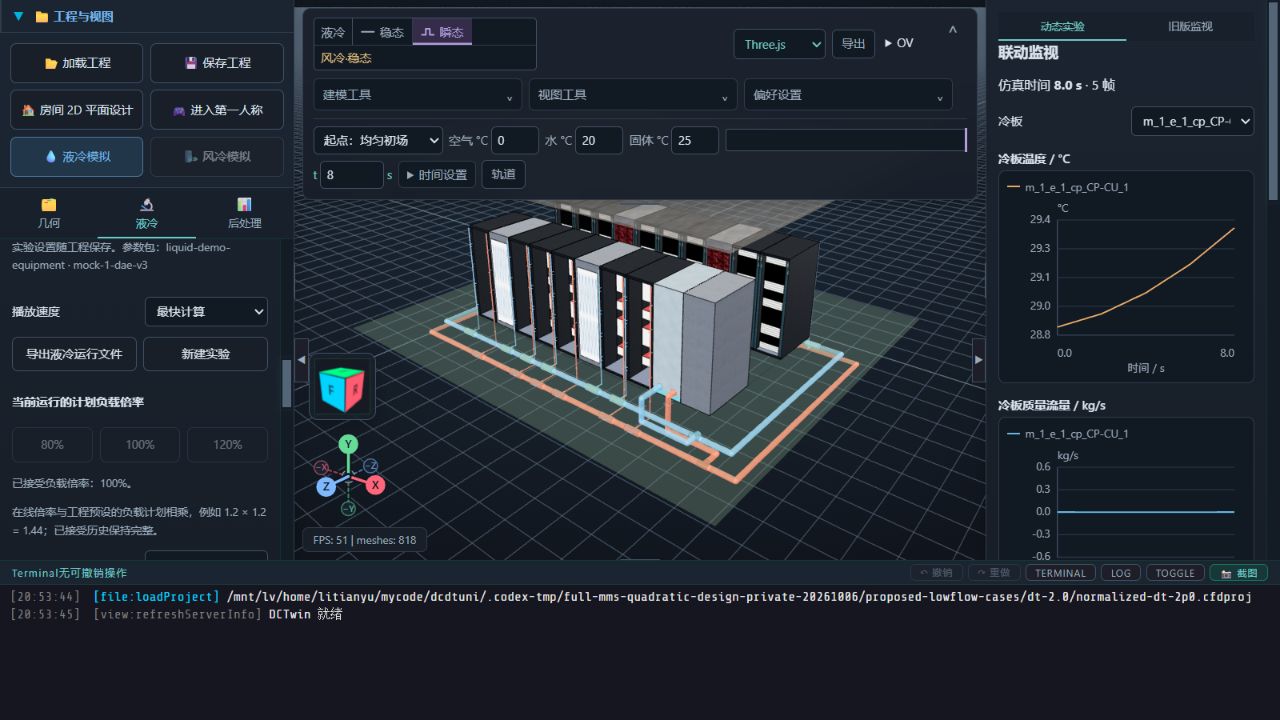 ▼ 📁 工程与视图
📂 加载工程
💾 保存工程
🏠 房间 2D 平面设计
🎮 进入第一人称
💧 液冷模拟
风冷模拟
几何
液冷
后处理
实验设置随工程保存。参数包：liquid-demo-
equipment · mock-1-dae-v3
播放速度
最快计算
导出液冷运行文件
新建实验
当前运行的计划负载倍率
80%
100%
120%
已接受负载倍率：100%。
在线倍率与工程预设的负载计划相乘，例如 1.2 × 1.2
= 1.44；已接受历史保持完整。
液冷
稳态
瞬态
风冷·稳态
Three.js
导出
▶ OV
建模工具
视图工具
偏好设置
起点：均匀初场
空气 ℃ 0
水 ℃ 20
固体 ℃ 25
t 8 s
▶ 时间设置
轨道
F
R
Y
-X
-Z
Z
X
-Y
FPS: 51 | meshes: 818
动态实验
旧版监视
联动监视
仿真时间 8.0 s · 5 帧
冷板
m_1_e_1_cp_CP-
冷板温度 / ℃
m_1_e_1_cp_CP-CU_1
℃
29.4
29.3
29.1
29.0
28.8
0.0
8.0
时间 / s
冷板质量流量 / kg/s
m_1_e_1_cp_CP-CU_1
kg/s
0.6
0.3
0.0
-0.3
-0.6
Terminal无可撤销操作
↶ 撤销
↷ 重做
TERMINAL
LOG
TOGGLE
📷 截图
[20:53:44] [file:loadProject] /mnt/lv/home/litianyu/mycode/dcdtuni/.codex-tmp/full-mms-quadratic-design-private-20261006/proposed-lowflow-cases/dt-2.0/normalized-dt-2p0.cfdproj
[20:53:45] [view:refreshServerInfo] DCTwin 就绪